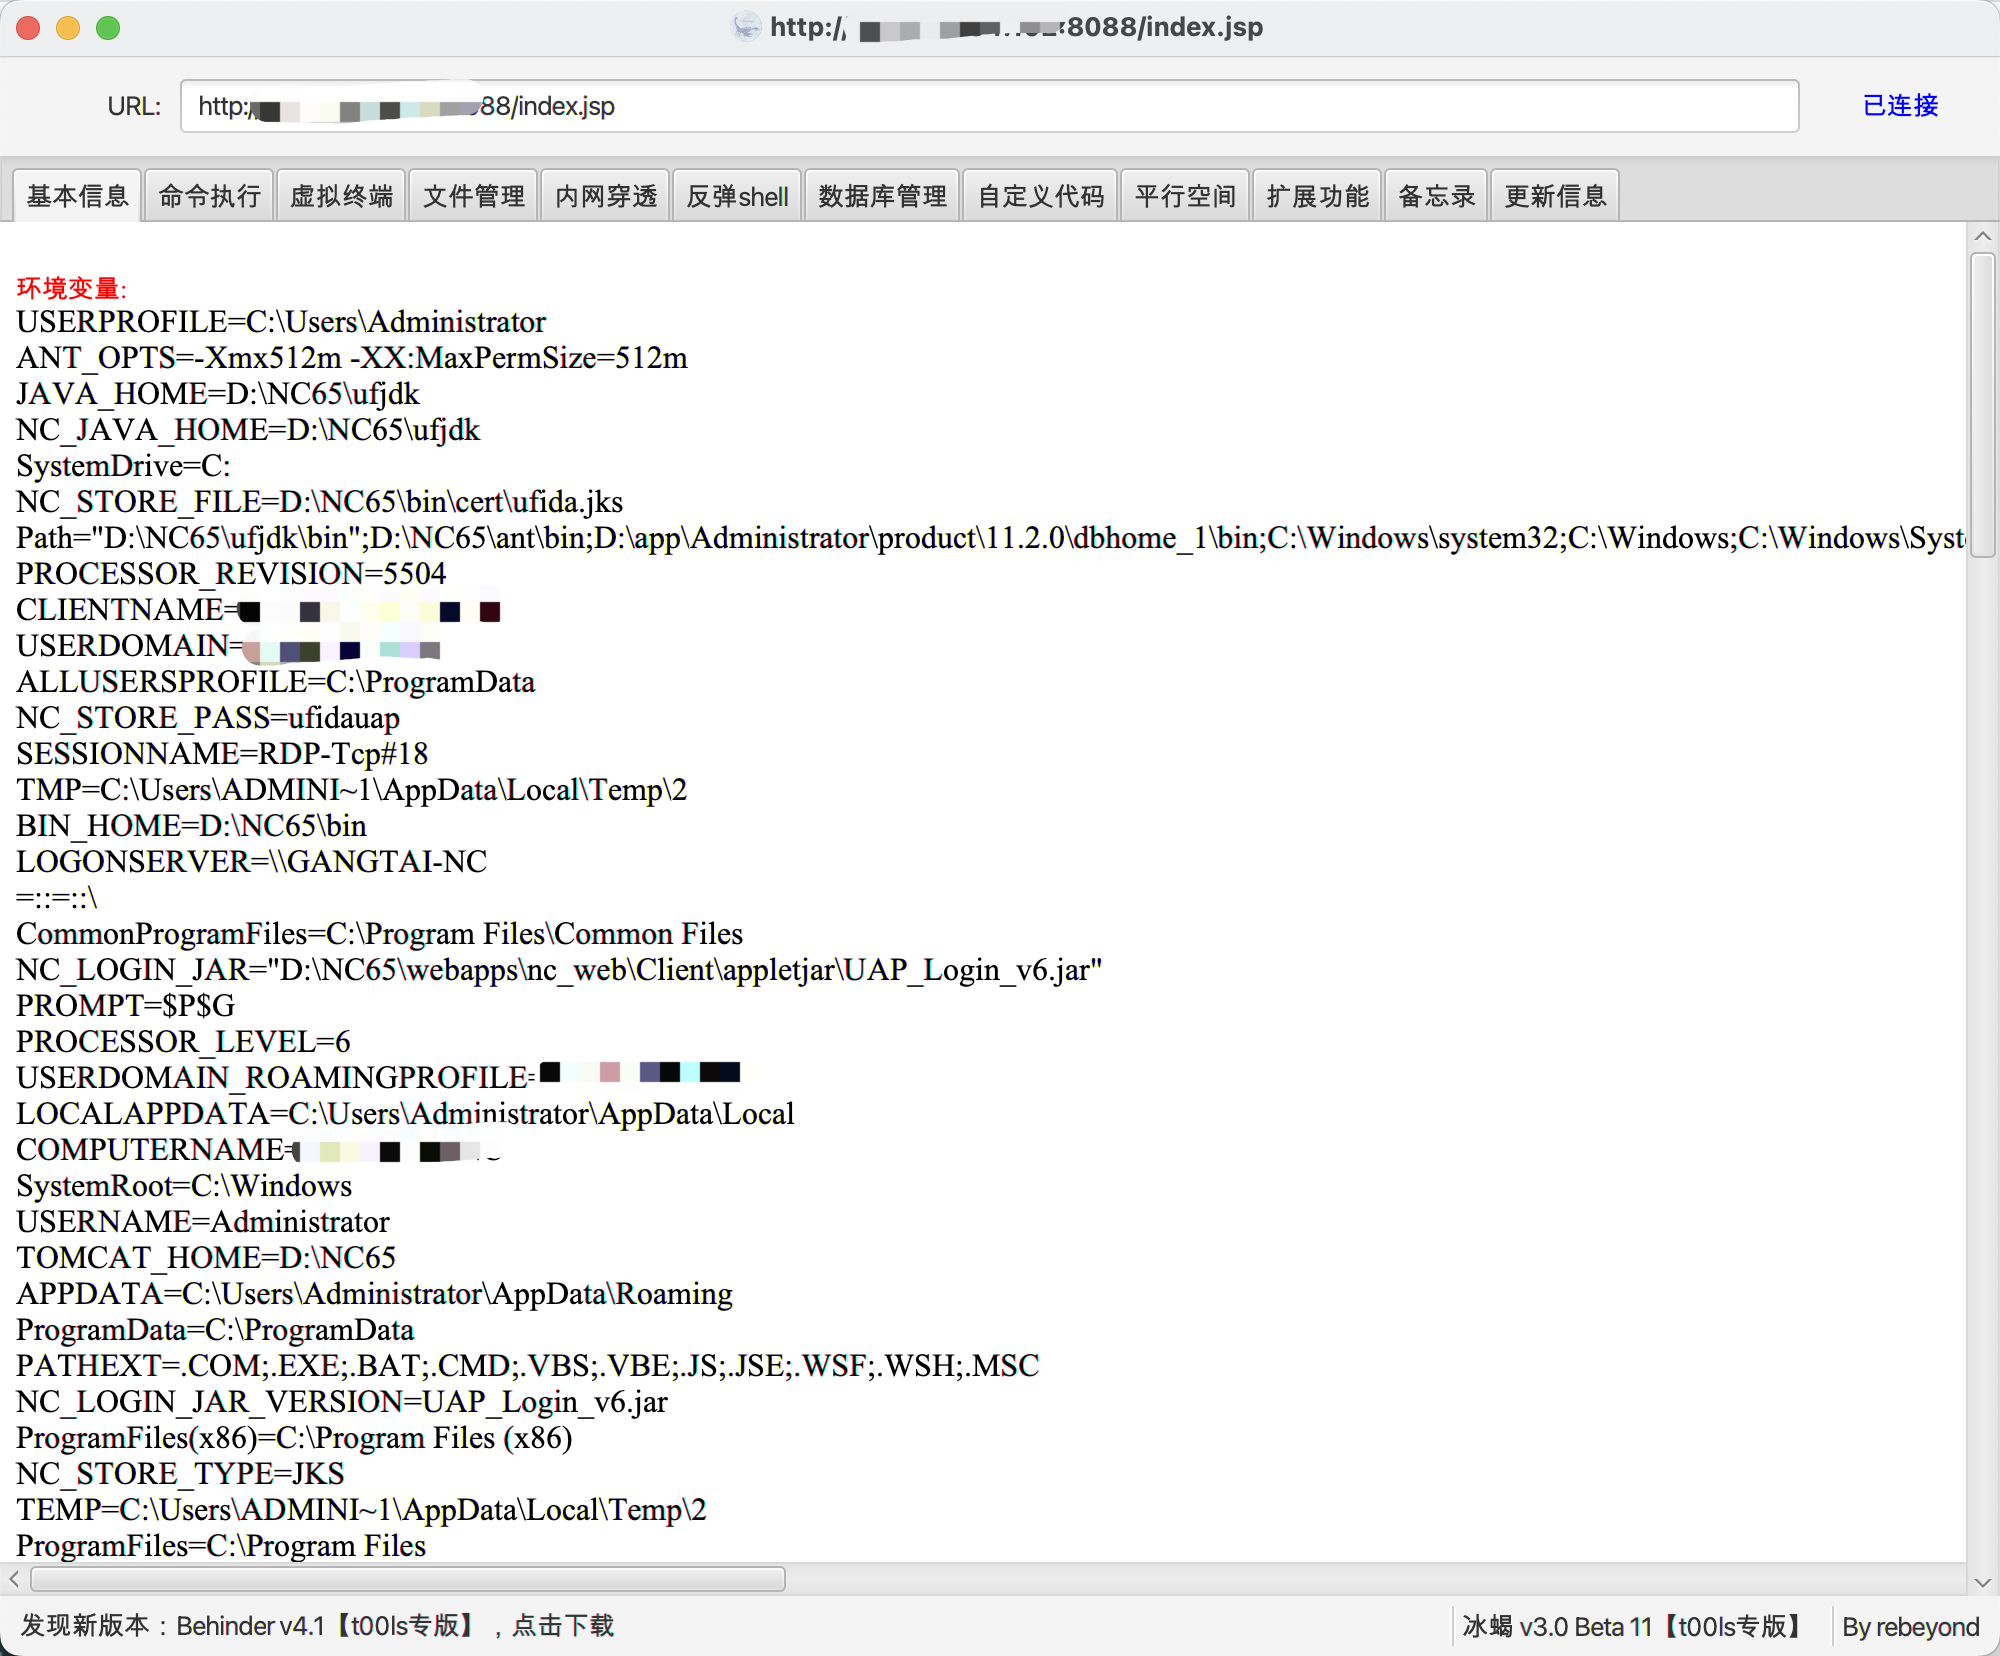 http:// :8088/index.jsp
URL: http:/ 88/index.jsp 已连接
基本信息 命令执行 虚拟终端 文件管理 内网穿透 反弹shell 数据库管理 自定义代码 平行空间 扩展功能 备忘录 更新信息
环境变量:
USERPROFILE=C:\Users\Administrator
ANT_OPTS=-Xmx512m -XX:MaxPermSize=512m
JAVA_HOME=D:\NC65\ufjdk
NC_JAVA_HOME=D:\NC65\ufjdk
SystemDrive=C:
NC_STORE_FILE=D:\NC65\bin\cert\ufida.jks
Path="D:\NC65\ufjdk\bin";D:\NC65\ant\bin;D:\app\Administrator\product\11.2.0\dbhome_1\bin;C:\Windows\system32;C:\Windows;C:\Windows\Syst
PROCESSOR_REVISION=5504
CLIENTNAME=
USERDOMAIN=
ALLUSERSPROFILE=C:\ProgramData
NC_STORE_PASS=ufidauap
SESSIONNAME=RDP-Tcp#18
TMP=C:\Users\ADMINI~1\AppData\Local\Temp\2
BIN_HOME=D:\NC65\bin
LOGONSERVER=\\GANGTAI-NC
=::=::\
CommonProgramFiles=C:\Program Files\Common Files
NC_LOGIN_JAR="D:\NC65\webapps\nc_web\Client\appletjar\UAP_Login_v6.jar"
PROMPT=$P$G
PROCESSOR_LEVEL=6
USERDOMAIN_ROAMINGPROFILE=
LOCALAPPDATA=C:\Users\Administrator\AppData\Local
COMPUTERNAME=
SystemRoot=C:\Windows
USERNAME=Administrator
TOMCAT_HOME=D:\NC65
APPDATA=C:\Users\Administrator\AppData\Roaming
ProgramData=C:\ProgramData
PATHEXT=.COM;.EXE;.BAT;.CMD;.VBS;.VBE;.JS;.JSE;.WSF;.WSH;.MSC
NC_LOGIN_JAR_VERSION=UAP_Login_v6.jar
ProgramFiles(x86)=C:\Program Files (x86)
NC_STORE_TYPE=JKS
TEMP=C:\Users\ADMINI~1\AppData\Local\Temp\2
ProgramFiles=C:\Program Files
发现新版本：Behinder v4.1【t00ls专版】，点击下载 冰蝎 v3.0 Beta 11【t00ls专版】 By rebeyond